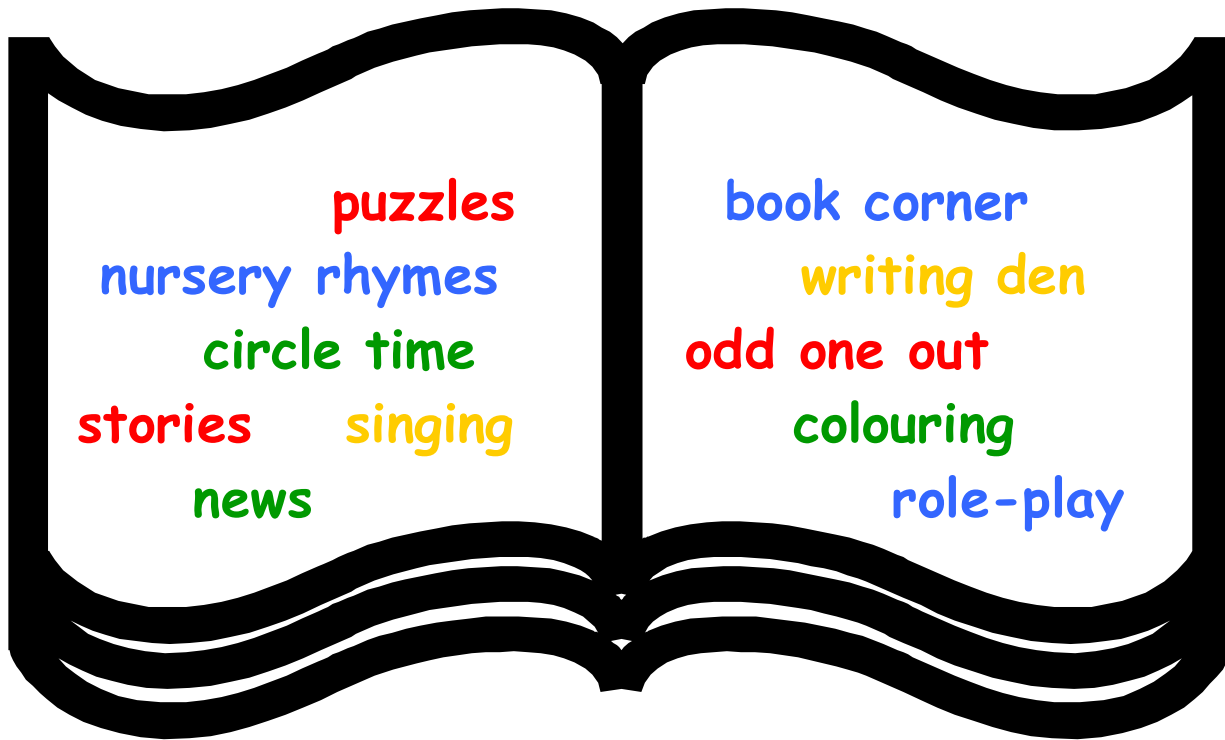 puzzles
nursery rhymes
circle time
stories singing
news
book corner
writing den
odd one out
colouring
role-play